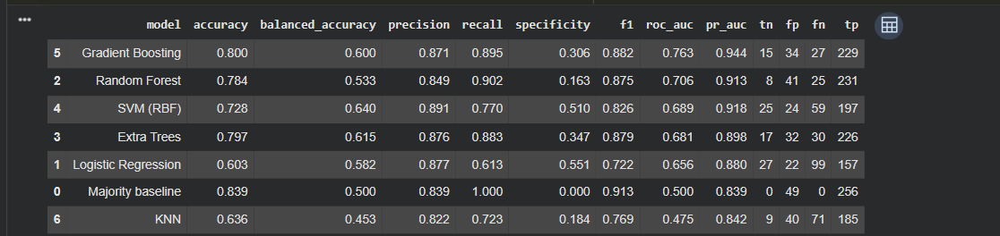 model accuracy balanced_accuracy precision recall specificity f1 roc_auc pr_auc tn fp fn tp
5 Gradient Boosting 0.800 0.600 0.871 0.895 0.306 0.882 0.763 0.944 15 34 27 229
2 Random Forest 0.784 0.533 0.849 0.902 0.163 0.875 0.706 0.913 8 41 25 231
4 SVM (RBF) 0.728 0.640 0.891 0.770 0.510 0.826 0.689 0.918 25 24 59 197
3 Extra Trees 0.797 0.615 0.876 0.883 0.347 0.879 0.681 0.898 17 32 30 226
1 Logistic Regression 0.603 0.582 0.877 0.613 0.551 0.722 0.656 0.880 27 22 99 157
0 Majority baseline 0.839 0.500 0.839 1.000 0.000 0.913 0.500 0.839 0 49 0 256
6 KNN 0.636 0.453 0.822 0.723 0.184 0.769 0.475 0.842 9 40 71 185